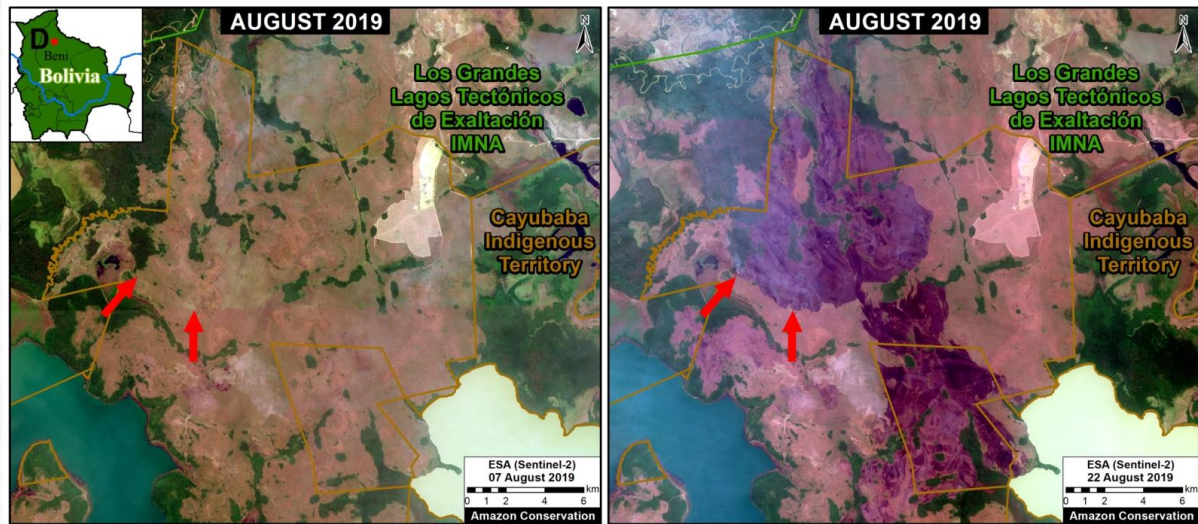 AUGUST 2019
N
D
Beni
Bolivia
Los Grandes
Lagos Tectónicos
de Exaltación
IMNA
Cayubaba
Indigenous
Territory
ESA (Sentinel-2)
07 August 2019
km
0 1 2 4 6
Amazon Conservation
AUGUST 2019
N
Los Grandes
Lagos Tectónicos
de Exaltación
IMNA
Cayubaba
Indigenous
Territory
ESA (Sentinel-2)
22 August 2019
km
0 1 2 4 6
Amazon Conservation